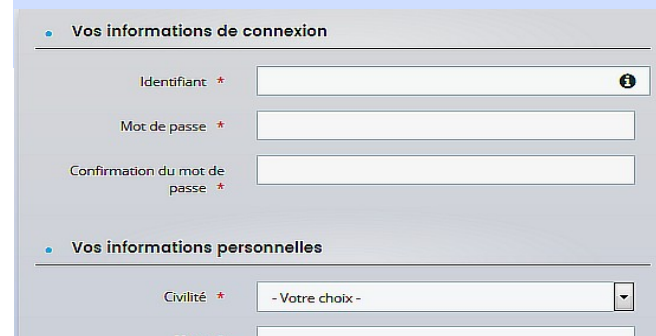 Vos informations de connexion
Identifiant *
Mot de passe *
Confirmation du mot de
passe *
Vos informations personnelles
Civilité * - Votre choix -